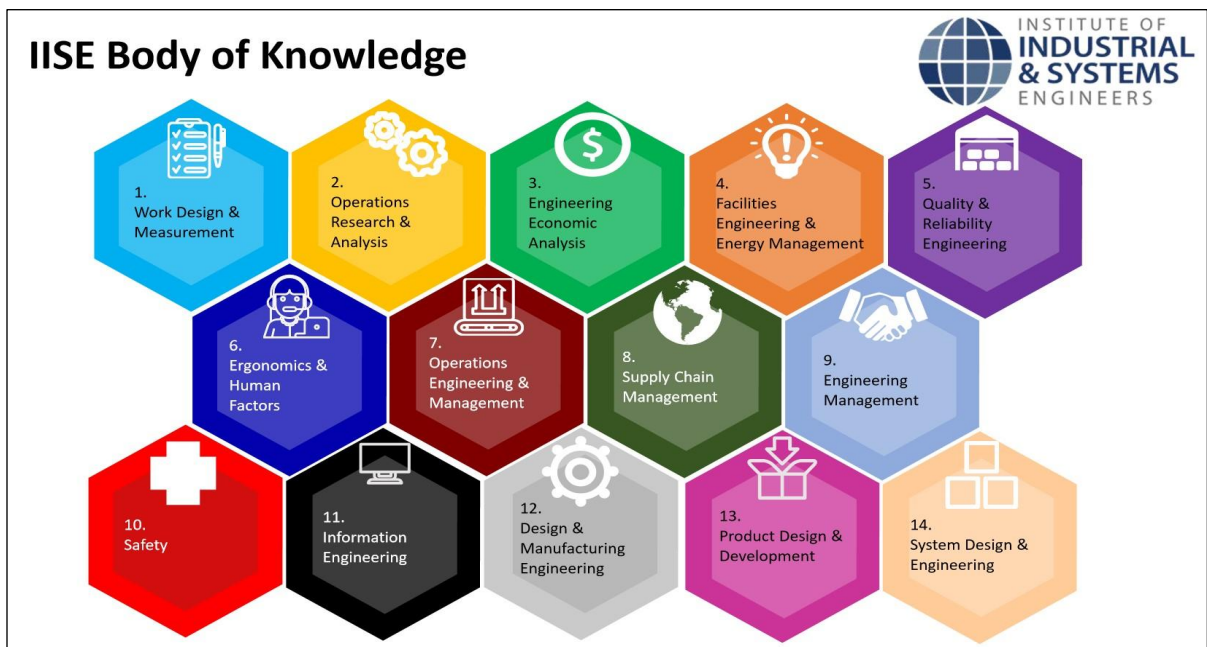 IISE Body of Knowledge
INSTITUTE OF
INDUSTRIAL
& SYSTEMS
ENGINEERS
1.
Work Design &
Measurement
2.
Operations
Research &
Analysis
3.
Engineering
Economic
Analysis
4.
Facilities
Engineering &
Energy Management
5.
Quality &
Reliability
Engineering
6.
Ergonomics &
Human
Factors
7.
Operations
Engineering &
Management
8.
Supply Chain
Management
9.
Engineering
Management
10.
Safety
11.
Information
Engineering
12.
Design &
Manufacturing
Engineering
13.
Product Design &
Development
14.
System Design &
Engineering